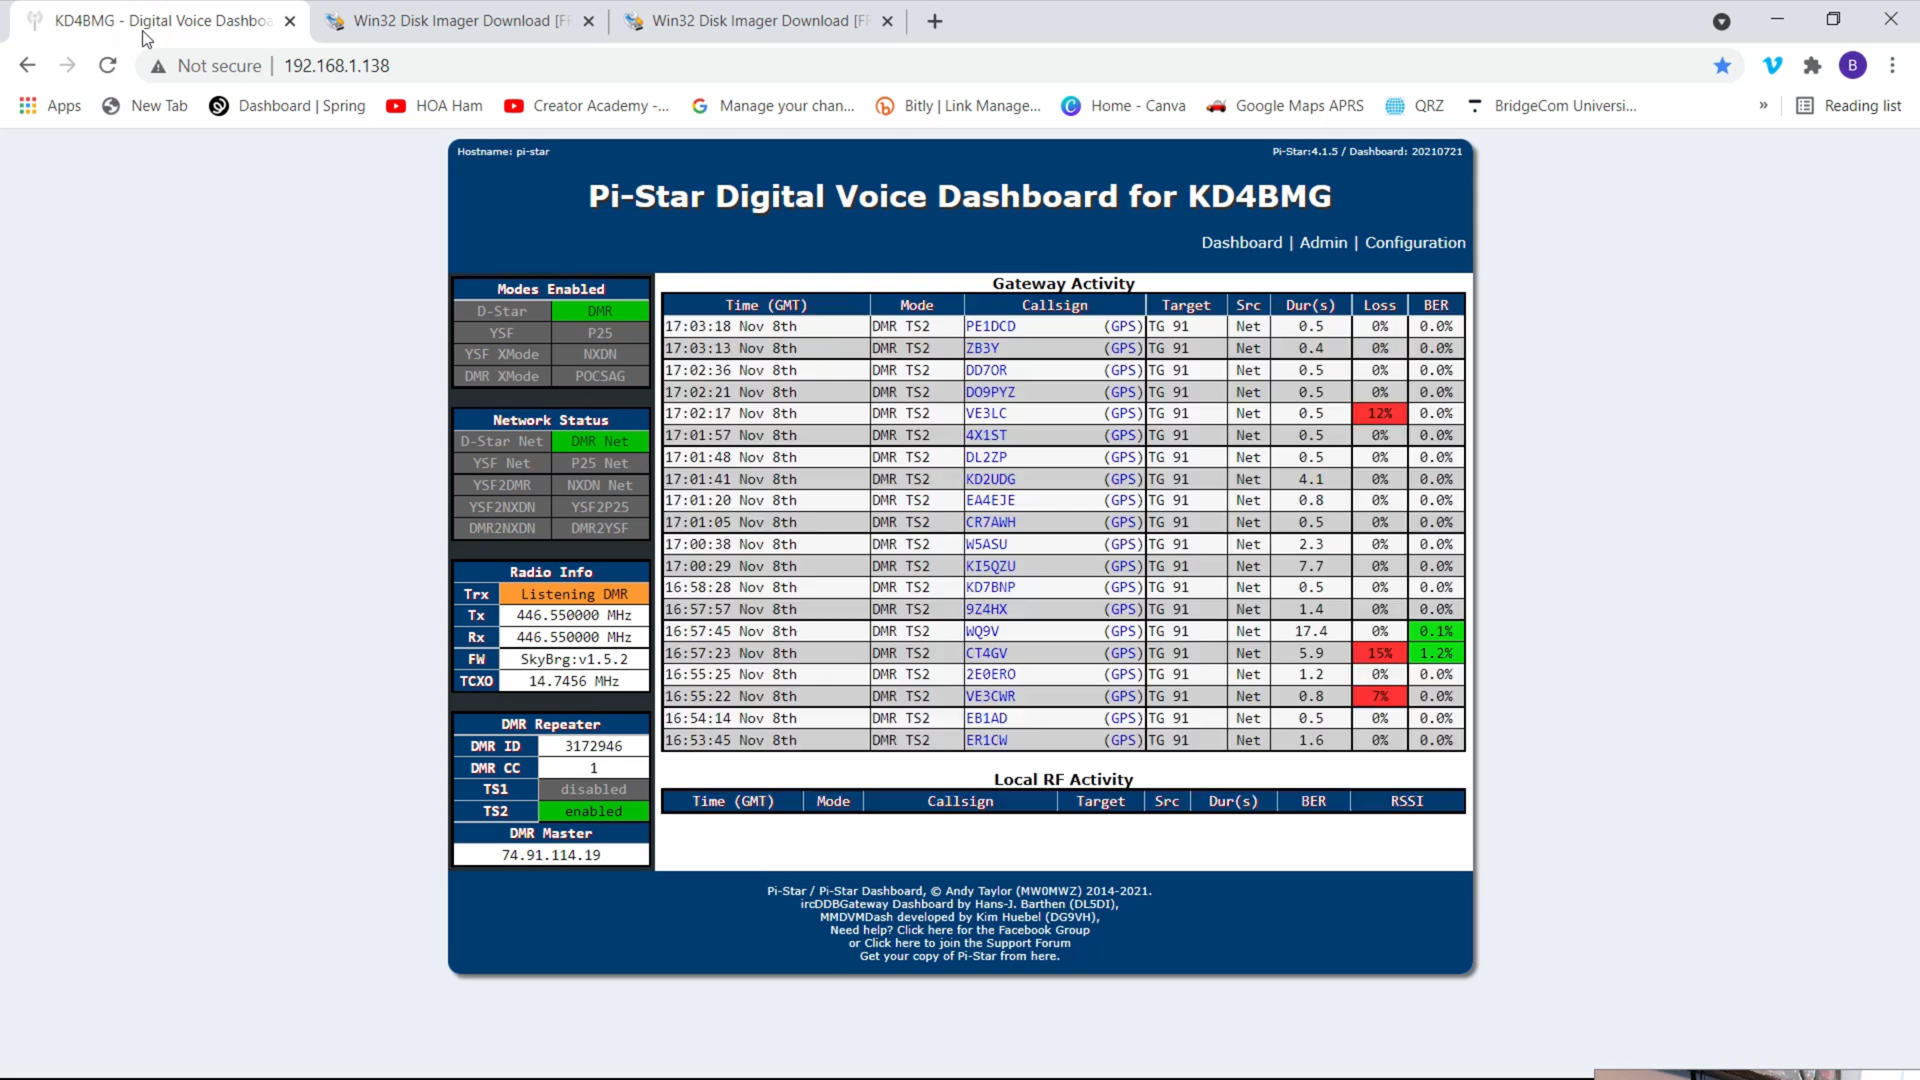 KD4BMG - Digital Voice Dashboa
Win32 Disk Imager Download [F
Win32 Disk Imager Download [F
Not secure | 192.168.1.138
B
Apps
New Tab
Dashboard | Spring
HOA Ham
Creator Academy -...
Manage your chan...
Bitly | Link Manage...
Home - Canva
Google Maps APRS
QRZ
BridgeCom Universi...
»
Reading list
Hostname: pi-star
Pi-Star:4.1.5 / Dashboard: 20210721
Pi-Star Digital Voice Dashboard for KD4BMG
Dashboard | Admin | Configuration
Modes Enabled
D-Star DMR
YSF P25
YSF XMode NXDN
DMR XMode POCSAG
Network Status
D-Star Net DMR Net
YSF Net P25 Net
YSF2DMR NXDN Net
YSF2NXDN YSF2P25
DMR2NXDN DMR2YSF
Radio Info
Trx Listening DMR
Tx 446.550000 MHz
Rx 446.550000 MHz
FW SkyBrg:v1.5.2
TCXO 14.7456 MHz
DMR Repeater
DMR ID 3172946
DMR CC 1
TS1 disabled
TS2 enabled
DMR Master
74.91.114.19
Gateway Activity
Time (GMT) Mode Callsign Target Src Dur(s) Loss BER
17:03:18 Nov 8th DMR TS2 PE1DCD (GPS) TG 91 Net 0.5 0% 0.0%
17:03:13 Nov 8th DMR TS2 ZB3Y (GPS) TG 91 Net 0.4 0% 0.0%
17:02:36 Nov 8th DMR TS2 DD7OR (GPS) TG 91 Net 0.5 0% 0.0%
17:02:21 Nov 8th DMR TS2 DO9PYZ (GPS) TG 91 Net 0.5 0% 0.0%
17:02:17 Nov 8th DMR TS2 VE3LC (GPS) TG 91 Net 0.5 12% 0.0%
17:01:57 Nov 8th DMR TS2 4X1ST (GPS) TG 91 Net 0.5 0% 0.0%
17:01:48 Nov 8th DMR TS2 DL2ZP (GPS) TG 91 Net 0.5 0% 0.0%
17:01:41 Nov 8th DMR TS2 KD2UDG (GPS) TG 91 Net 4.1 0% 0.0%
17:01:20 Nov 8th DMR TS2 EA4EJE (GPS) TG 91 Net 0.8 0% 0.0%
17:01:05 Nov 8th DMR TS2 CR7AWH (GPS) TG 91 Net 0.5 0% 0.0%
17:00:38 Nov 8th DMR TS2 W5ASU (GPS) TG 91 Net 2.3 0% 0.0%
17:00:29 Nov 8th DMR TS2 KI5QZU (GPS) TG 91 Net 7.7 0% 0.0%
16:58:28 Nov 8th DMR TS2 KD7BNP (GPS) TG 91 Net 0.5 0% 0.0%
16:57:57 Nov 8th DMR TS2 9Z4HX (GPS) TG 91 Net 1.4 0% 0.0%
16:57:45 Nov 8th DMR TS2 WQ9V (GPS) TG 91 Net 17.4 0% 0.1%
16:57:23 Nov 8th DMR TS2 CT4GV (GPS) TG 91 Net 5.9 15% 1.2%
16:55:25 Nov 8th DMR TS2 2E0ERO (GPS) TG 91 Net 1.2 0% 0.0%
16:55:22 Nov 8th DMR TS2 VE3CWR (GPS) TG 91 Net 0.8 7% 0.0%
16:54:14 Nov 8th DMR TS2 EB1AD (GPS) TG 91 Net 0.5 0% 0.0%
16:53:45 Nov 8th DMR TS2 ER1CW (GPS) TG 91 Net 1.6 0% 0.0%
Local RF Activity
Time (GMT) Mode Callsign Target Src Dur(s) BER RSSI
Pi-Star / Pi-Star Dashboard, © Andy Taylor (MW0MWZ) 2014-2021.
ircDDBGateway Dashboard by Hans-J. Barthen (DL5DI),
MMDVMDash developed by Kim Huebel (DG9VH),
Need help? Click here for the Facebook Group
or Click here to join the Support Forum
Get your copy of Pi-Star from here.